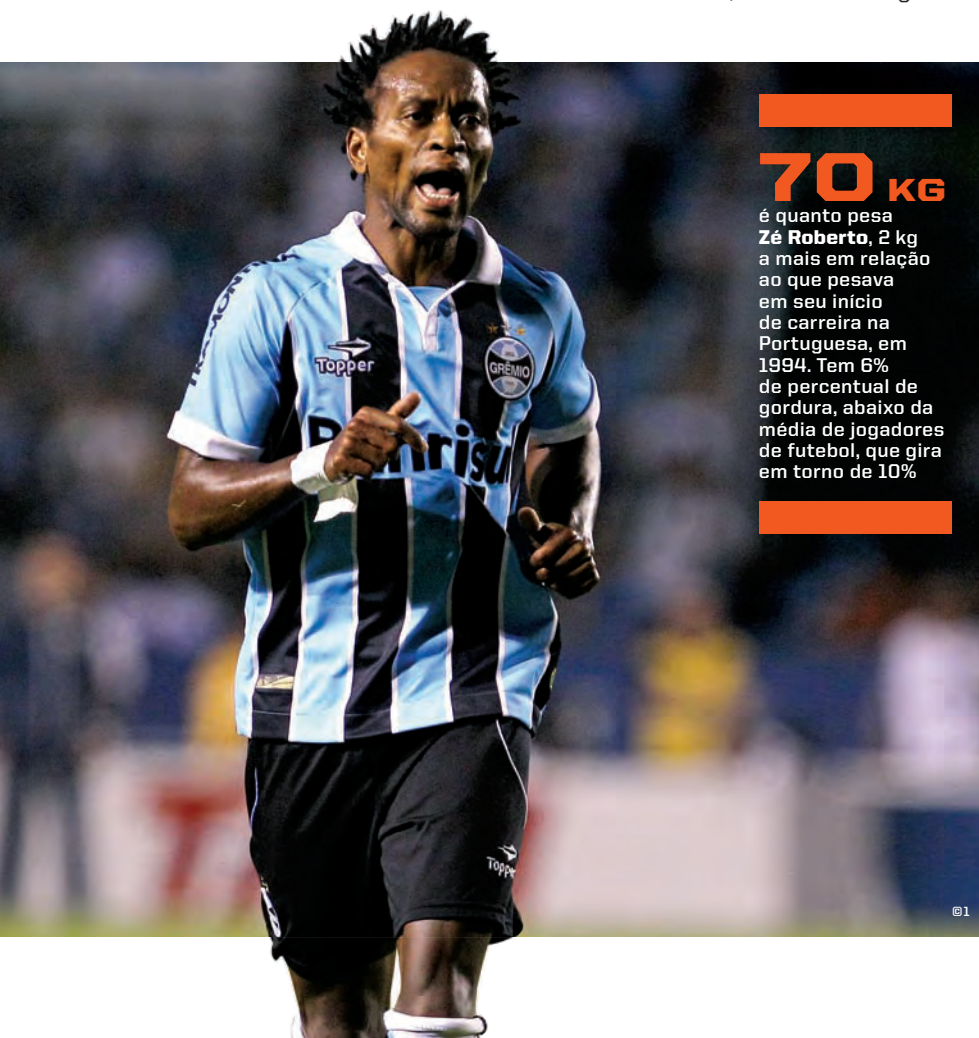 70 KG
é quanto pesa
Zé Roberto, 2 kg
a mais em relação
ao que pesava
em seu início
de carreira na
Portuguesa, em
1994. Tem 6%
de percentual de
gordura, abaixo da
média de jogadores
de futebol, que gira
em torno de 10%
Topper
GRÊMIO
Topper
©1